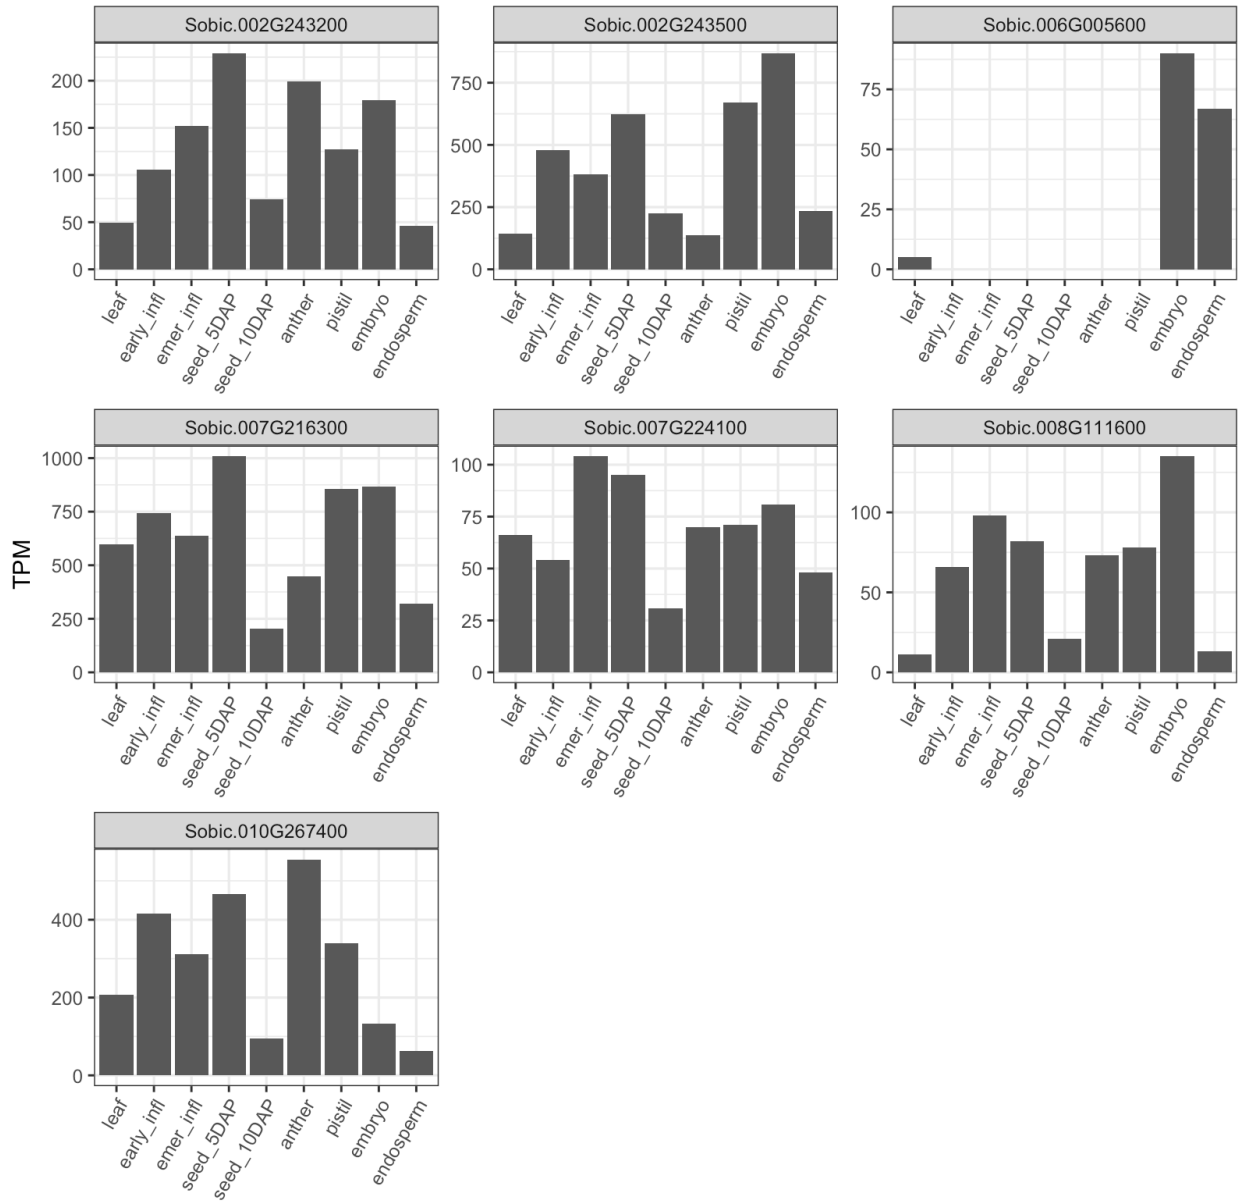 Sobic.002G243200
200
150
100
50
0
leaf
early_infl
emer_infl
seed_5DAP
seed_10DAP
anther
pistil
embryo
endosperm
Sobic.002G243500
750
500
250
0
leaf
early_infl
emer_infl
seed_5DAP
seed_10DAP
anther
pistil
embryo
endosperm
Sobic.006G005600
75
50
25
0
leaf
early_infl
emer_infl
seed_5DAP
seed_10DAP
anther
pistil
embryo
endosperm
TPM
Sobic.007G216300
1000
750
500
250
0
leaf
early_infl
emer_infl
seed_5DAP
seed_10DAP
anther
pistil
embryo
endosperm
Sobic.007G224100
100
75
50
25
0
leaf
early_infl
emer_infl
seed_5DAP
seed_10DAP
anther
pistil
embryo
endosperm
Sobic.008G111600
100
50
0
leaf
early_infl
emer_infl
seed_5DAP
seed_10DAP
anther
pistil
embryo
endosperm
Sobic.010G267400
400
200
0
leaf
early_infl
emer_infl
seed_5DAP
seed_10DAP
anther
pistil
embryo
endosperm